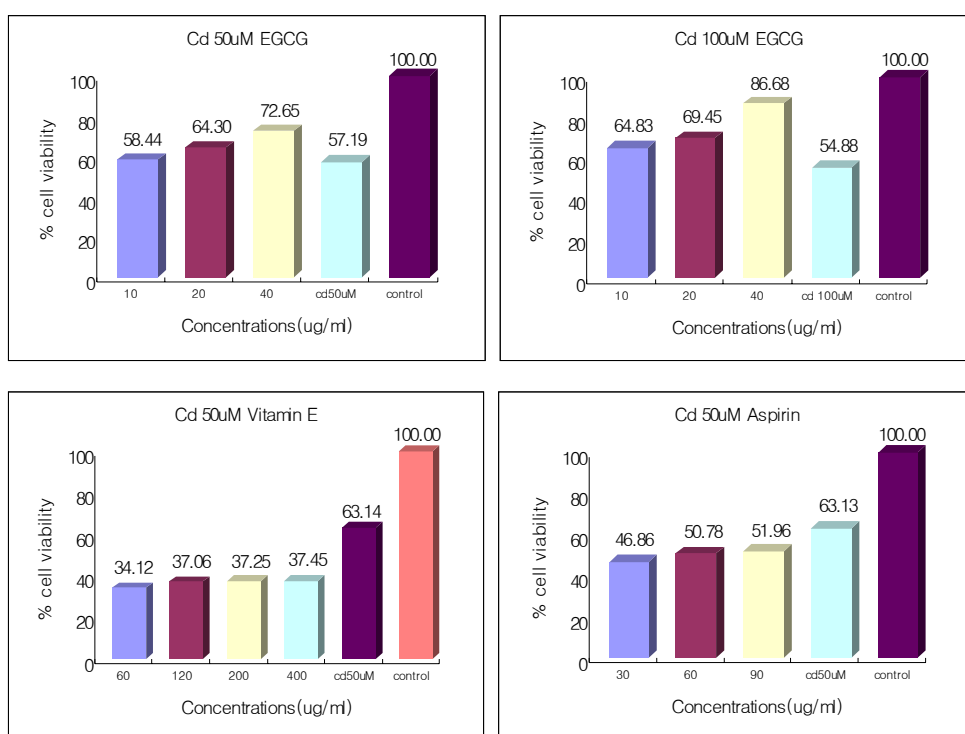 Cd 50uM EGCG
100.00
100
80
60
40
20
0
% cell viability
58.44
64.30
72.65
57.19
10 20 40 cd50uM control
Concentrations(ug/ml)
Cd 100uM EGCG
100.00
100
80
60
40
20
0
% cell viability
64.83
69.45
86.68
54.88
10 20 40 cd 100uM control
Concentrations(ug/ml)
Cd 50uM Vitamin E
100.00
100
80
60
40
20
0
% cell viability
34.12
37.06
37.25
37.45
63.14
60 120 200 400 cd50uM control
Concentrations(ug/ml)
Cd 50uM Aspirin
100.00
100
80
60
40
20
0
% cell viability
46.86
50.78
51.96
63.13
30 60 90 cd50uM control
Concentrations(ug/ml)